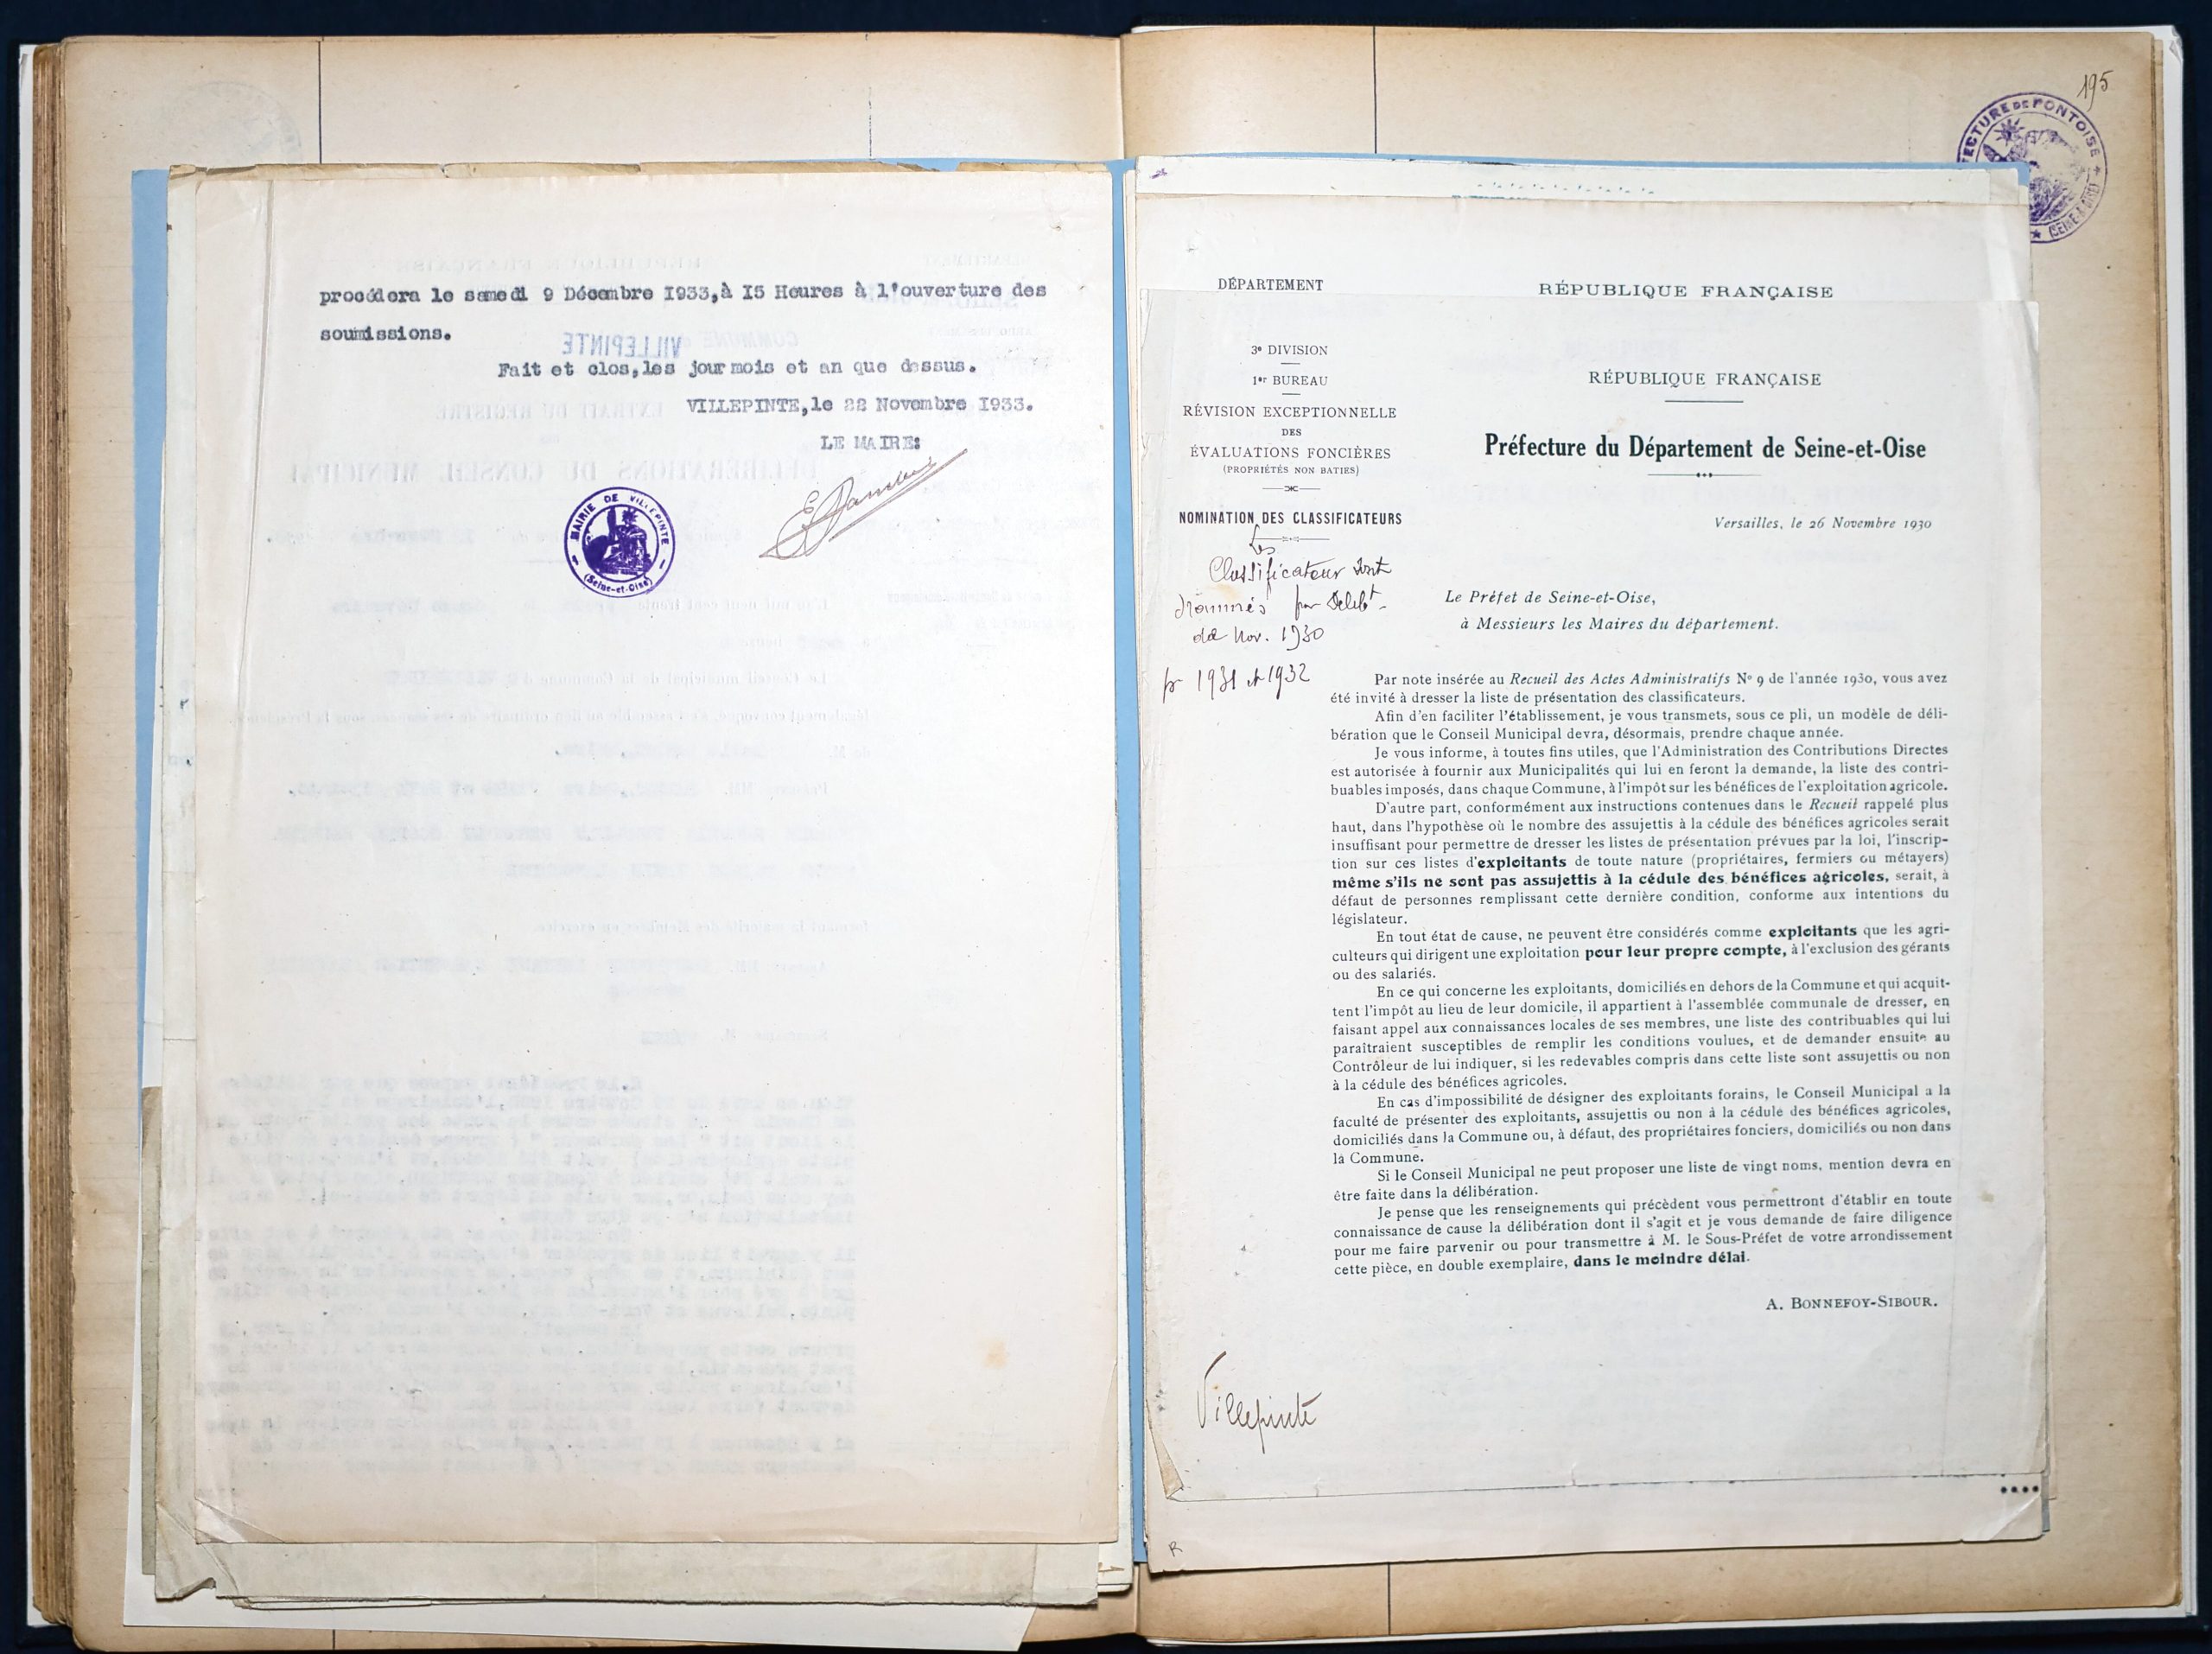 procédera le samedi 9 Décembre 1933,à 15 Heures à l'ouverture des
soumissions.
VILLEPINTE
Fait et clos,les jour mois et an que dessus.
VILLEPINTE,le 22 Novembre 1933.
LE MAIRE:
MAIRIE DE VILLEPINTE
(Seine-et-Oise)
195
PONTOISE
DÉPARTEMENT
RÉPUBLIQUE FRANÇAISE
3e DIVISION
1er BUREAU
RÉVISION EXCEPTIONNELLE
DES
ÉVALUATIONS FONCIÈRES
(PROPRIÉTÉS NON BATIES)
NOMINATION DES CLASSIFICATEURS
Les
Classificateur sont
nommés par Delibt
de Nov. 1930
pr 1931 et 1932
RÉPUBLIQUE FRANÇAISE
Préfecture du Département de Seine-et-Oise
Versailles, le 26 Novembre 1930
Le Préfet de Seine-et-Oise,
à Messieurs les Maires du département.
Par note insérée au Recueil des Actes Administratifs N° 9 de l'année 1930, vous avez
été invité à dresser la liste de présentation des classificateurs.
Afin d'en faciliter l'établissement, je vous transmets, sous ce pli, un modèle de déli-
bération que le Conseil Municipal devra, désormais, prendre chaque année.
Je vous informe, à toutes fins utiles, que l'Administration des Contributions Directes
est autorisée à fournir aux Municipalités qui lui en feront la demande, la liste des contri-
buables imposés, dans chaque Commune, à l'impôt sur les bénéfices de l'exploitation agricole.
D'autre part, conformément aux instructions contenues dans le Recueil rappelé plus
haut, dans l'hypothèse où le nombre des assujettis à la cédule des bénéfices agricoles serait
insuffisant pour permettre de dresser les listes de présentation prévues par la loi, l'inscrip-
tion sur ces listes d'exploitants de toute nature (propriétaires, fermiers ou métayers)
même s'ils ne sont pas assujettis à la cédule des bénéfices agricoles, serait, à
défaut de personnes remplissant cette dernière condition, conforme aux intentions du
législateur.
En tout état de cause, ne peuvent être considérés comme exploitants que les agri-
culteurs qui dirigent une exploitation pour leur propre compte, à l'exclusion des gérants
ou des salariés.
En ce qui concerne les exploitants, domiciliés en dehors de la Commune et qui acquit-
tent l'impôt au lieu de leur domicile, il appartient à l'assemblée communale de dresser, en
faisant appel aux connaissances locales de ses membres, une liste des contribuables qui lui
paraîtraient susceptibles de remplir les conditions voulues, et de demander ensuite au
Contrôleur de lui indiquer, si les redevables compris dans cette liste sont assujettis ou non
à la cédule des bénéfices agricoles.
En cas d'impossibilité de désigner des exploitants forains, le Conseil Municipal a la
faculté de présenter des exploitants, assujettis ou non à la cédule des bénéfices agricoles,
domiciliés dans la Commune ou, à défaut, des propriétaires fonciers, domiciliés ou non dans
la Commune.
Si le Conseil Municipal ne peut proposer une liste de vingt noms, mention devra en
être faite dans la délibération.
Je pense que les renseignements qui précèdent vous permettront d'établir en toute
connaissance de cause la délibération dont il s'agit et je vous demande de faire diligence
pour me faire parvenir ou pour transmettre à M. le Sous-Préfet de votre arrondissement
cette pièce, en double exemplaire, dans le moindre délai.
A. BONNEFOY-SIBOUR.
Villepinte
R